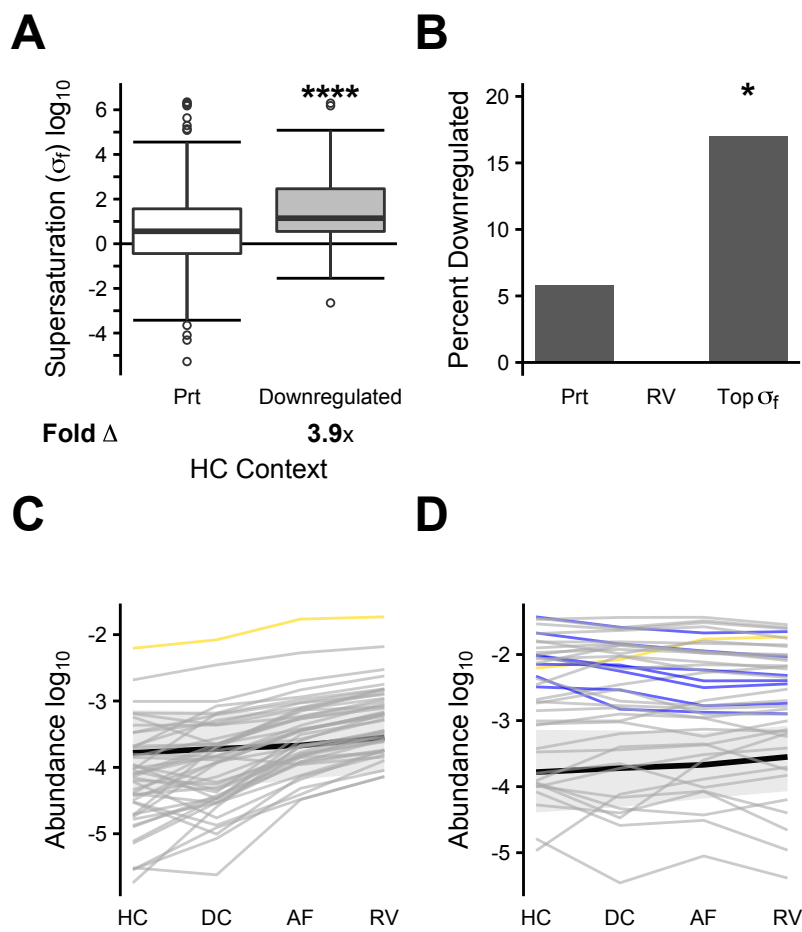 A
Supersaturation (σf) log10
6
4
2
0
-2
-4
****
Prt
Downregulated
Fold Δ
3.9x
HC Context
B
Percent Downregulated
20
15
10
5
0
*
Prt
RV
Top σf
C
Abundance log10
-2
-3
-4
-5
HC
DC
AF
RV
D
Abundance log10
-2
-3
-4
-5
HC
DC
AF
RV